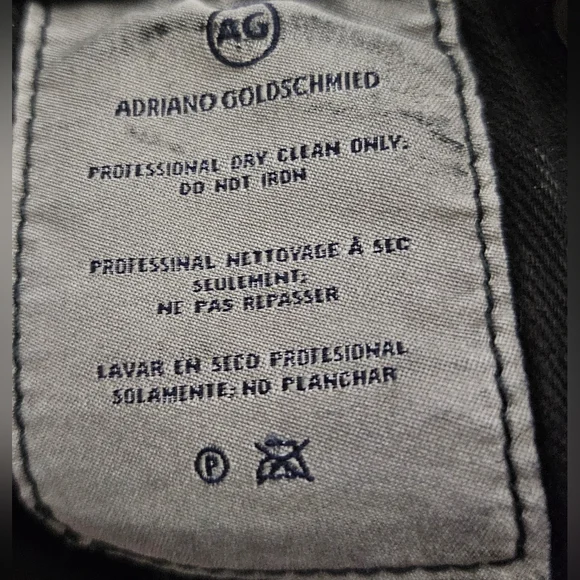 AG
ADRIANO GOLDSCHMIED
PROFESSIONAL DRY CLEAN ONLY:
DO NOT IRON
PROFESSINAL NETTOYAGE À SEC
SEULEMENT;
NE PAS REPASSER
LAVAR EN SECO PROFESIONAL
SOLAMENTE; NO PLANCHAR
P